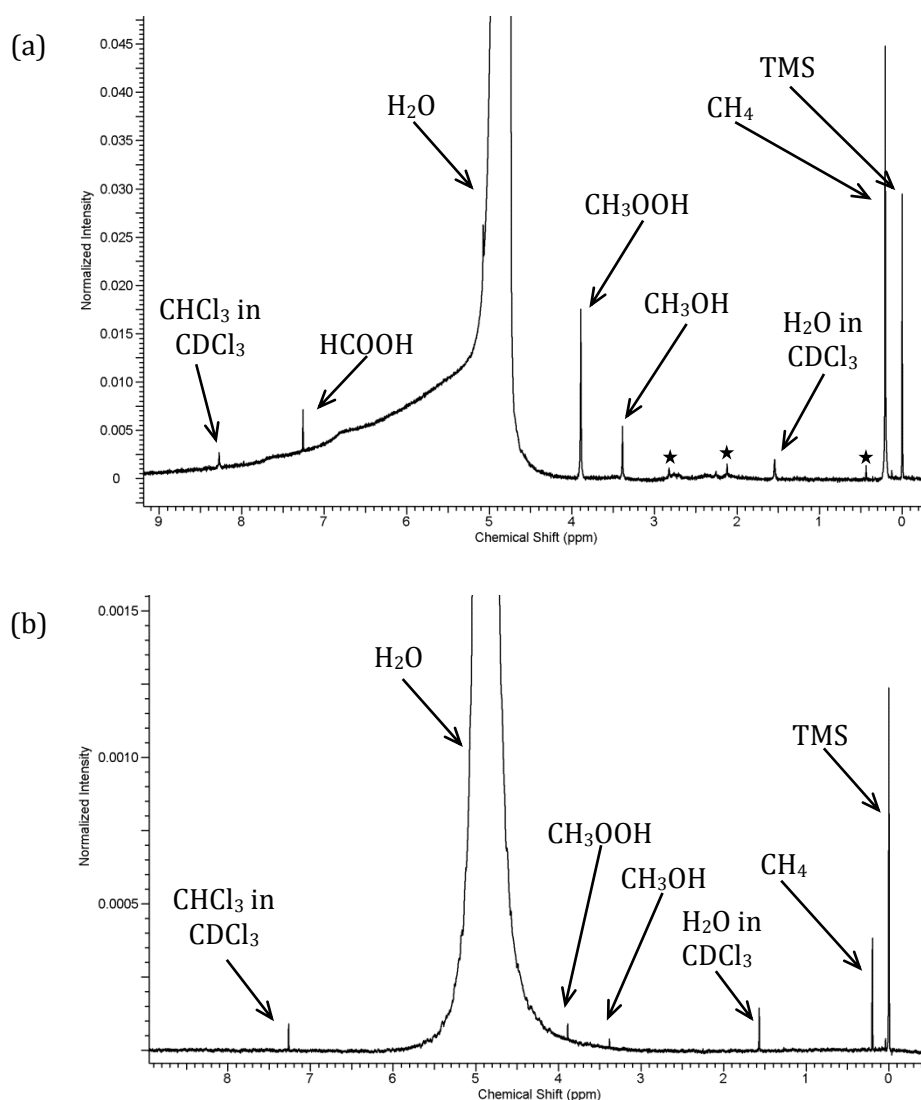 (a)
0.045
0.040
0.035
0.030
0.025
0.020
0.015
0.010
0.005
0
Normalized Intensity
H2O
TMS
CH4
CH3OOH
CH3OH
CHCl3 in
CDCl3
HCOOH
H2O in
CDCl3
9 8 7 6 5 4 3 2 1 0
Chemical Shift (ppm)
(b)
0.0015
0.0010
0.0005
Normalized Intensity
H2O
TMS
CH3OOH
CH4
CH3OH
CHCl3 in
CDCl3
H2O in
CDCl3
8 7 6 5 4 3 2 1 0
Chemical Shift (ppm)